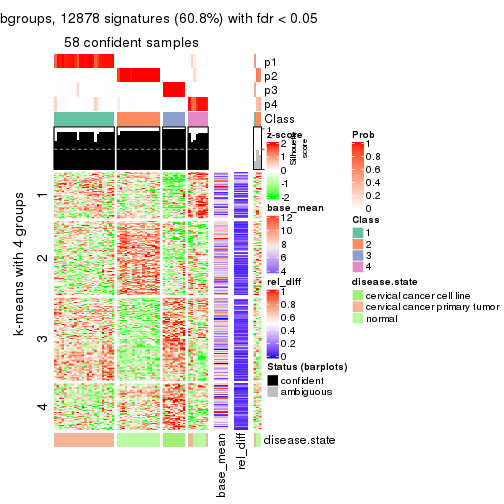 bgroups, 12878 signatures (60.8%) with fdr < 0.05
58 confident samples
p1
p2
p3
p4
Class
Silhouette
score
1
k-means with 4 groups
1
2
3
4
base_mean
rel_diff
disease.state
z-score
2
1
0
-1
-2
base_mean
12
10
8
6
4
rel_diff
1
0.8
0.6
0.4
0.2
0
Status (barplots)
confident
ambiguous
Prob
1
0.8
0.6
0.4
0.2
0
Class
1
2
3
4
disease.state
cervical cancer cell line
cervical cancer primary tumor
normal